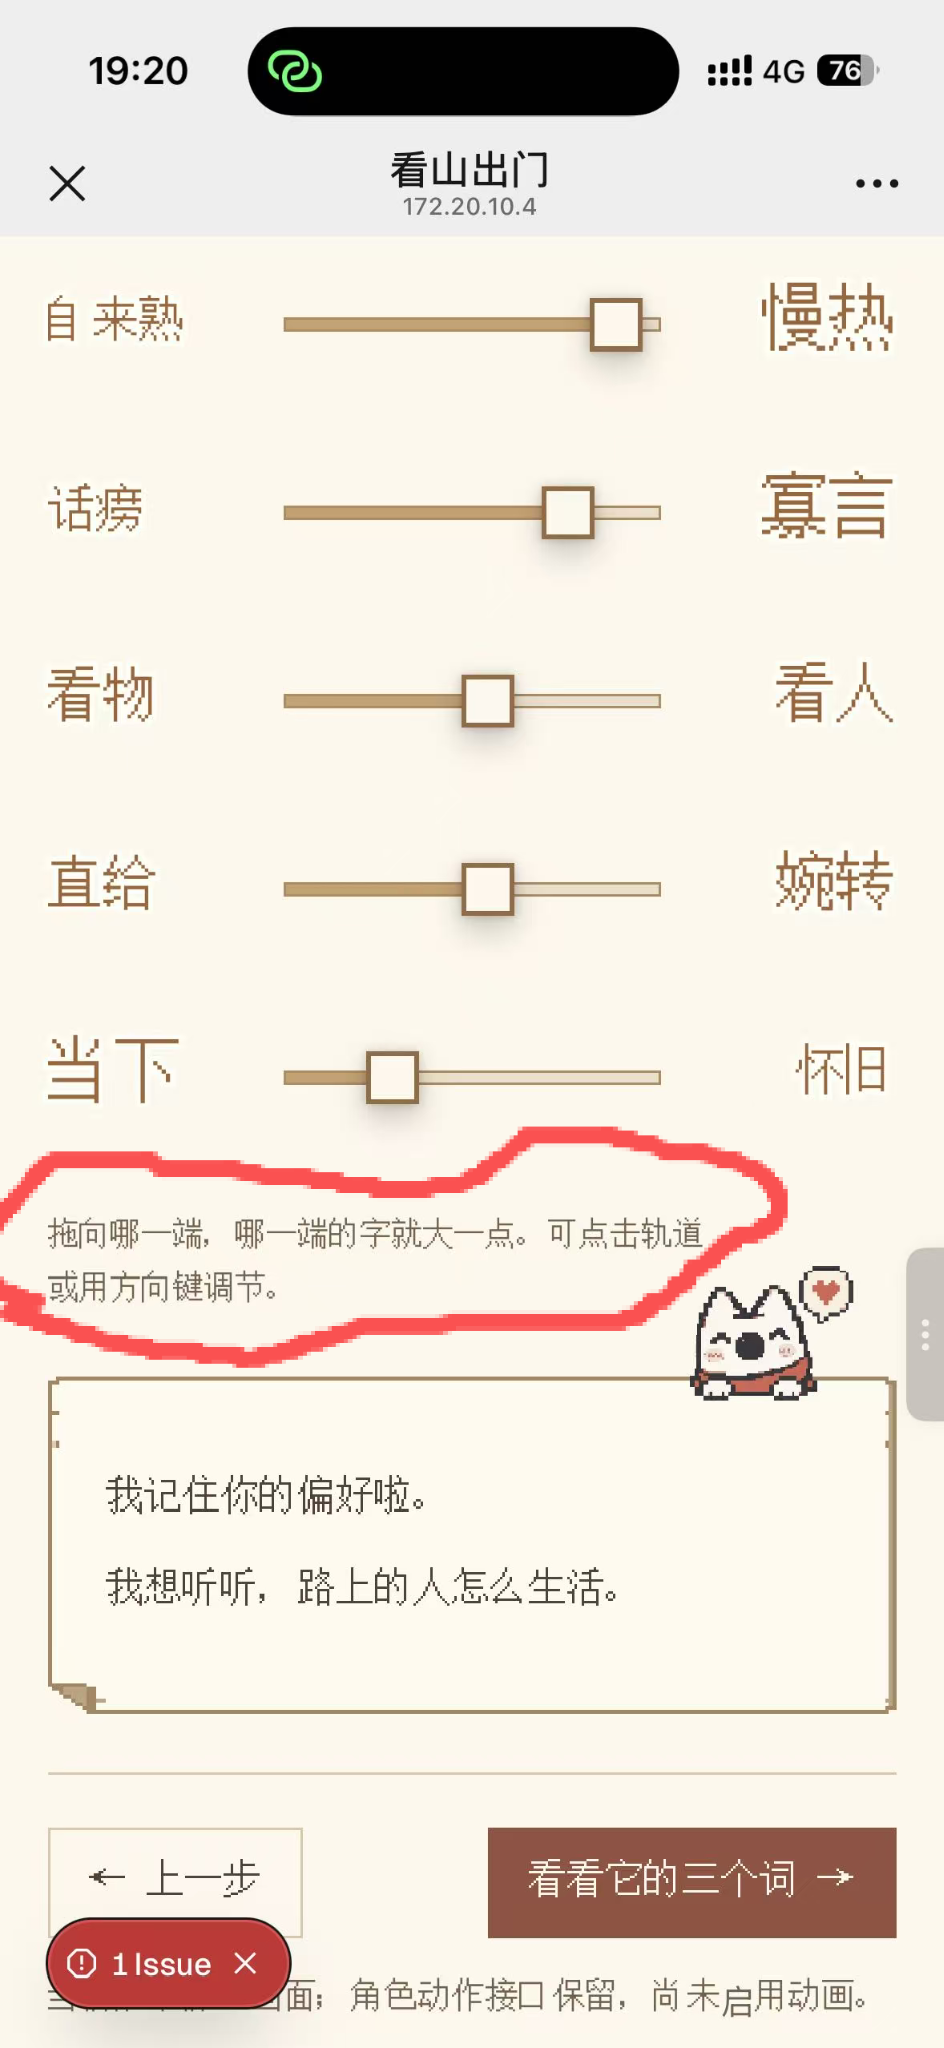 19:20
4G 76
看山出门
172.20.10.4
自来熟 慢热
话痨 寡言
看物 看人
直给 婉转
当下 怀旧
拖向哪一端，哪一端的字就大一点。可点击轨道
或用方向键调节。
我记住你的偏好啦。
我想听听，路上的人怎么生活。
← 上一步 看看它的三个词 →
1 Issue
面；角色动作接口保留，尚未启用动画。